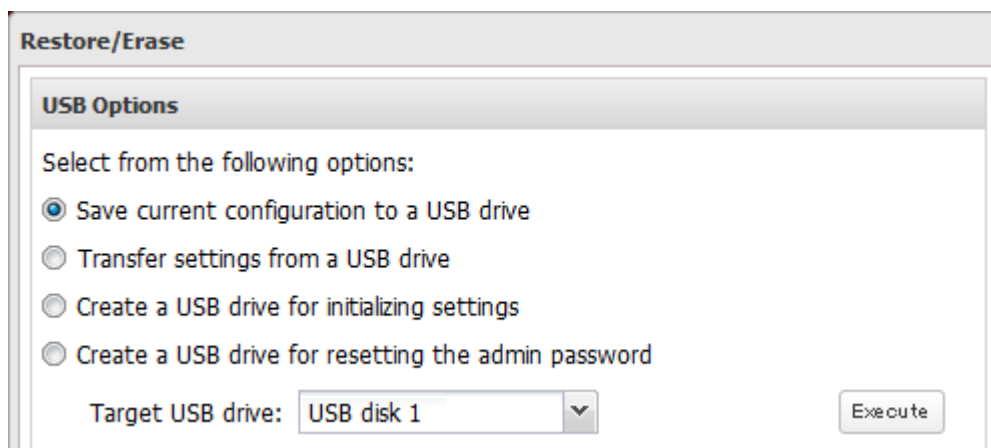 Restore/Erase
USB Options
Select from the following options:
Save current configuration to a USB drive
Transfer settings from a USB drive
Create a USB drive for initializing settings
Create a USB drive for resetting the admin password
Target USB drive: USB disk 1 Execute